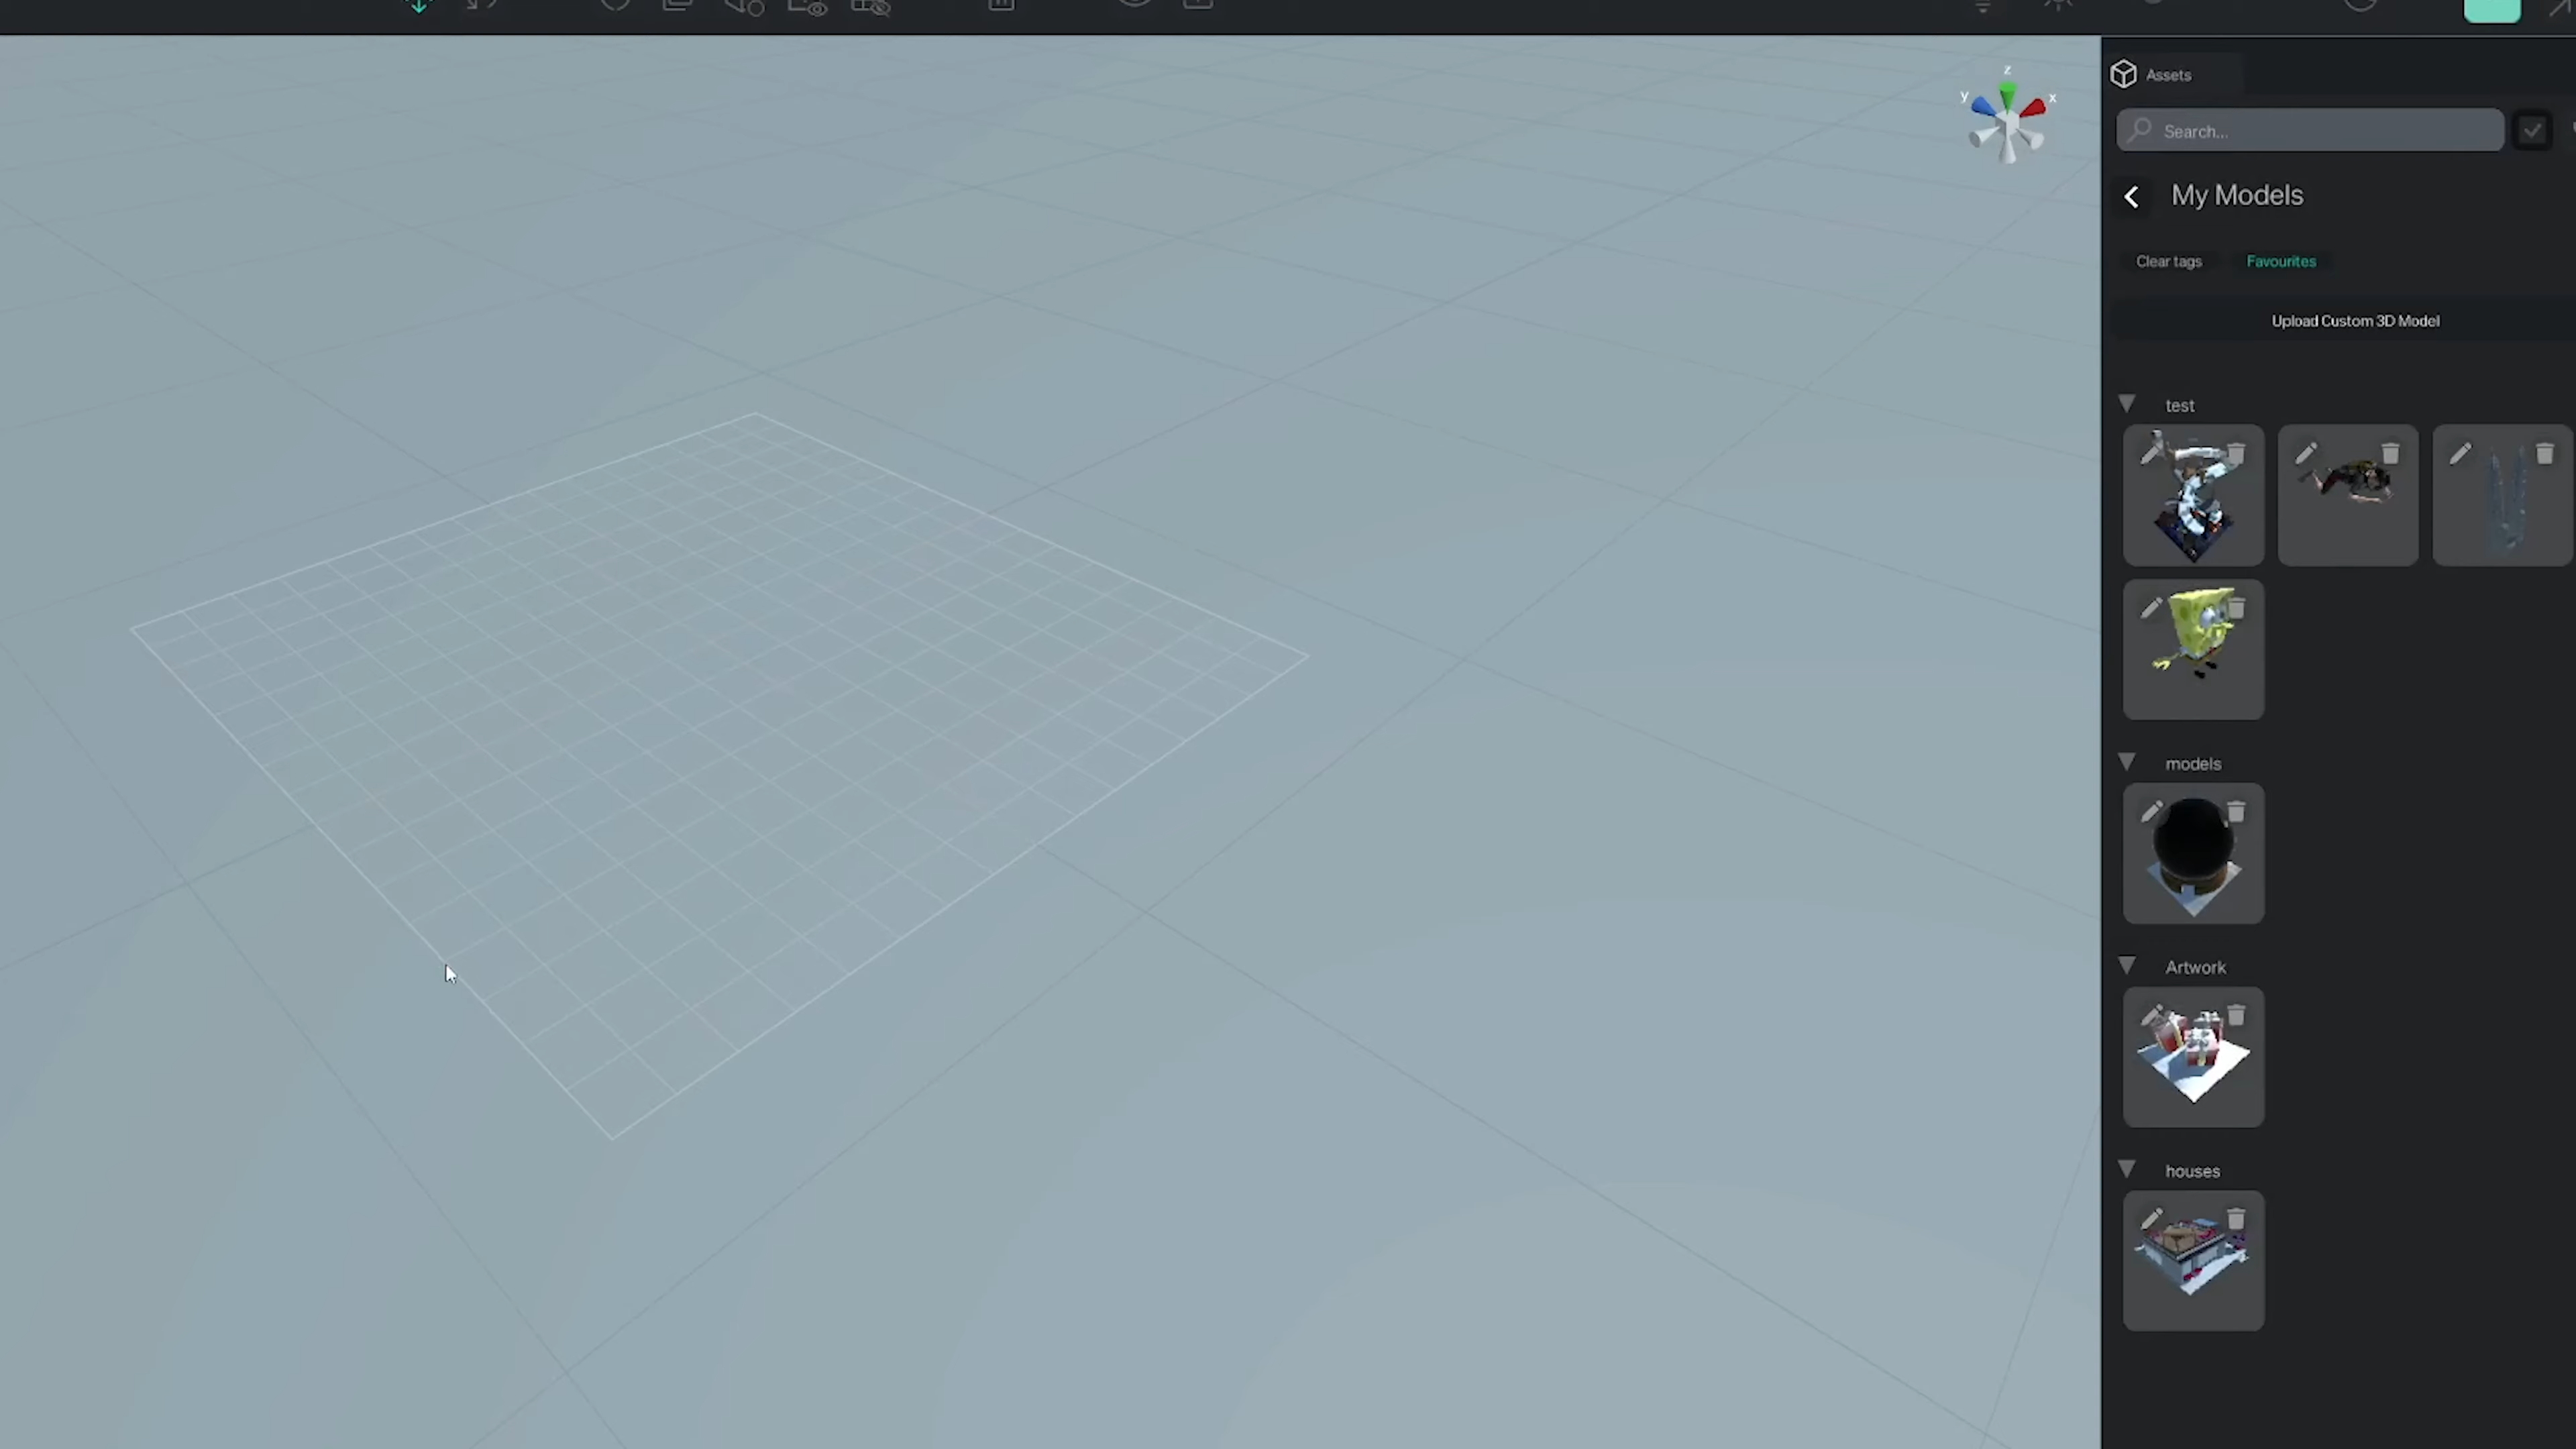 z
y
x
Assets
Search...
My Models
Clear tags
Favourites
Upload Custom 3D Model
test
models
Artwork
houses